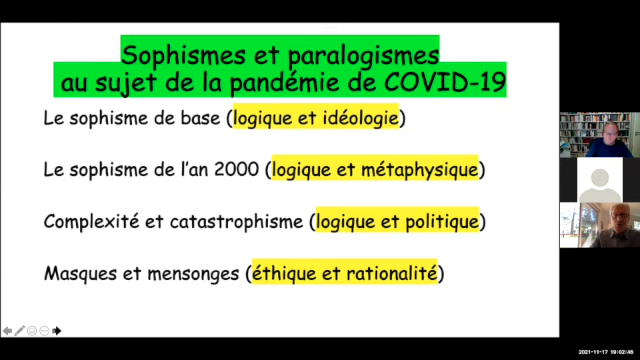 Sophismes et paralogismes
au sujet de la pandémie de COVID-19
Le sophisme de base (logique et idéologie)
Le sophisme de l'an 2000 (logique et métaphysique)
Complexité et catastrophisme (logique et politique)
Masques et mensonges (éthique et rationalité)
2021-11-17 19:02:46